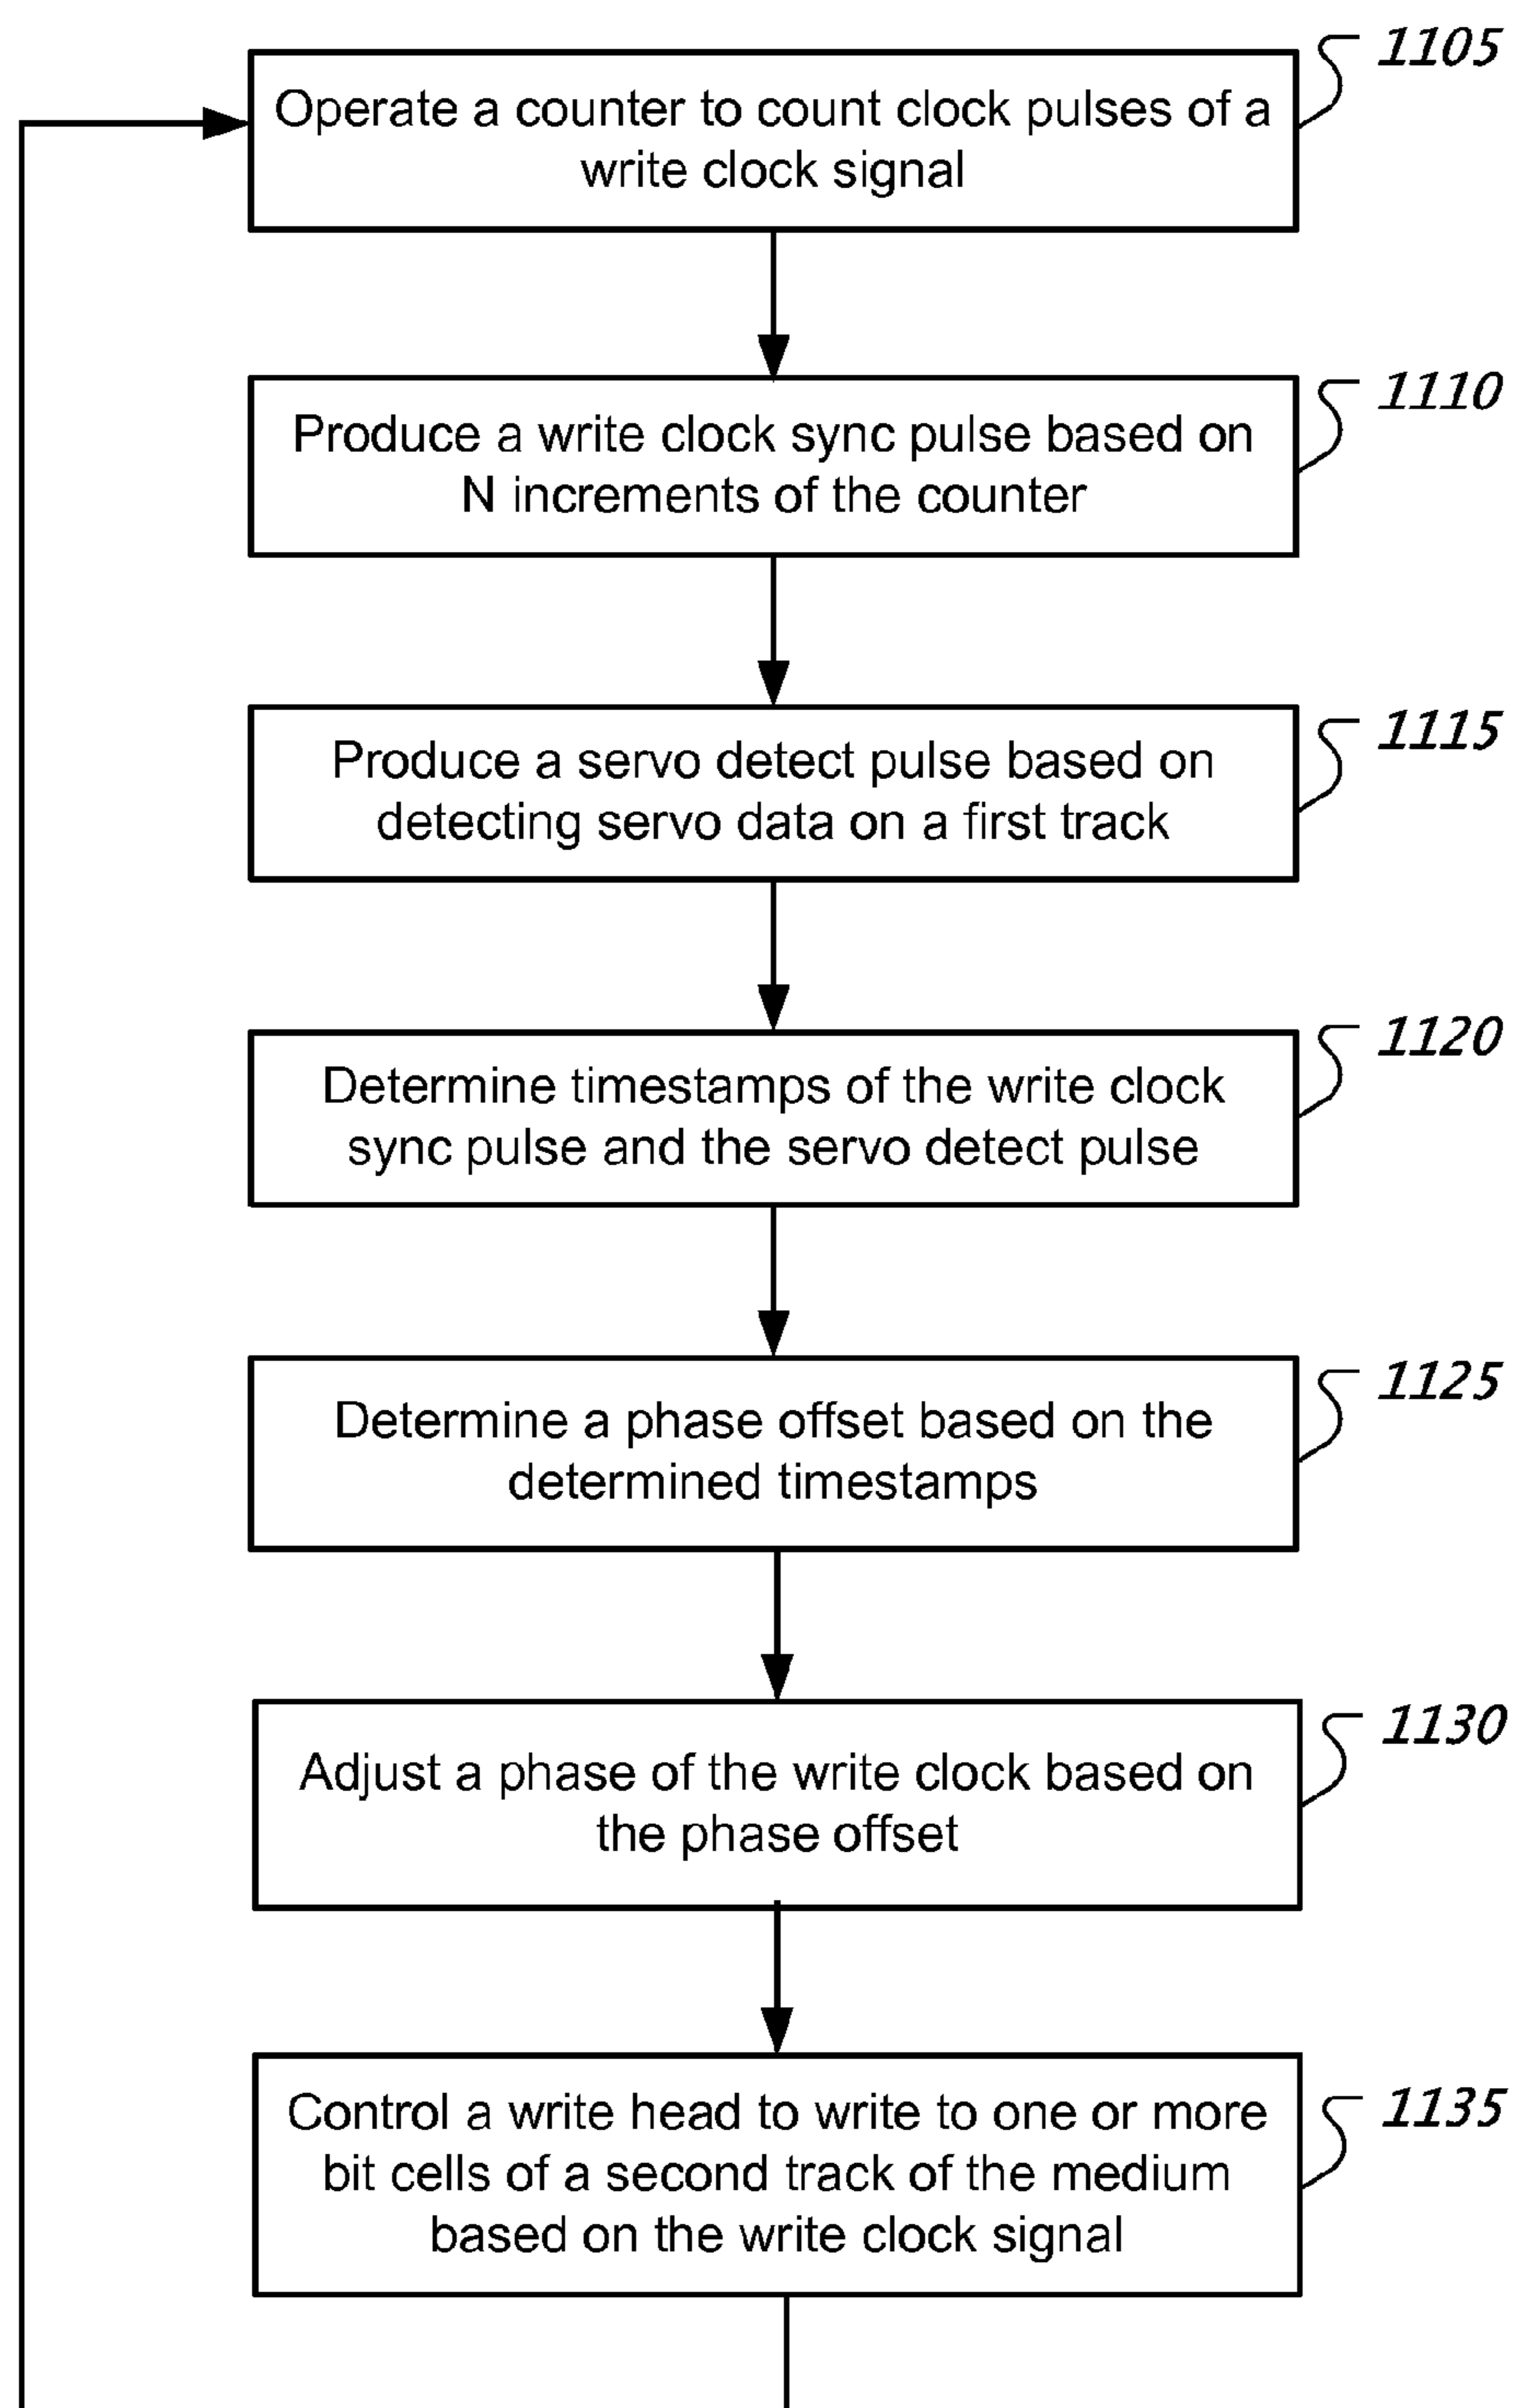 1105
Operate a counter to count clock pulses of a
write clock signal
1110
Produce a write clock sync pulse based on
N increments of the counter
1115
Produce a servo detect pulse based on
detecting servo data on a first track
1120
Determine timestamps of the write clock
sync pulse and the servo detect pulse
1125
Determine a phase offset based on the
determined timestamps
1130
Adjust a phase of the write clock based on
the phase offset
1135
Control a write head to write to one or more
bit cells of a second track of the medium
based on the write clock signal